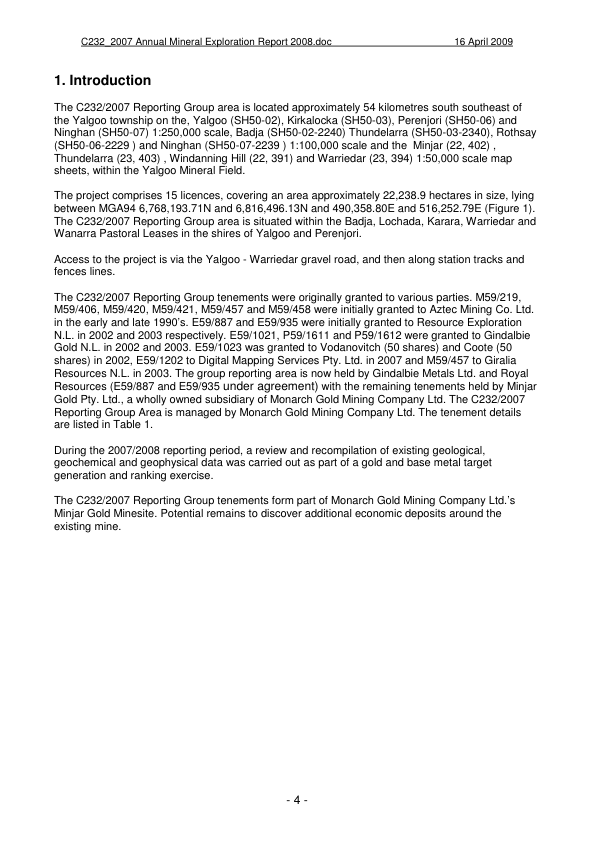 C232_2007 Annual Mineral Exploration Report 2008.doc 16 April 2009
1. Introduction
The C232/2007 Reporting Group area is located approximately 54 kilometres south southeast of
the Yalgoo township on the, Yalgoo (SH50-02), Kirkalocka (SH50-03), Perenjori (SH50-06) and
Ninghan (SH50-07) 1:250,000 scale, Badja (SH50-02-2240) Thundelarra (SH50-03-2340), Rothsay
(SH50-06-2229 ) and Ninghan (SH50-07-2239 ) 1:100,000 scale and the  Minjar (22, 402) ,
Thundelarra (23, 403) , Windanning Hill (22, 391) and Warriedar (23, 394) 1:50,000 scale map
sheets, within the Yalgoo Mineral Field.
The project comprises 15 licences, covering an area approximately 22,238.9 hectares in size, lying
between MGA94 6,768,193.71N and 6,816,496.13N and 490,358.80E and 516,252.79E (Figure 1).
The C232/2007 Reporting Group area is situated within the Badja, Lochada, Karara, Warriedar and
Wanarra Pastoral Leases in the shires of Yalgoo and Perenjori.
Access to the project is via the Yalgoo - Warriedar gravel road, and then along station tracks and
fences lines.
The C232/2007 Reporting Group tenements were originally granted to various parties. M59/219,
M59/406, M59/420, M59/421, M59/457 and M59/458 were initially granted to Aztec Mining Co. Ltd.
in the early and late 1990's. E59/887 and E59/935 were initially granted to Resource Exploration
N.L. in 2002 and 2003 respectively. E59/1021, P59/1611 and P59/1612 were granted to Gindalbie
Gold N.L. in 2002 and 2003. E59/1023 was granted to Vodanovitch (50 shares) and Coote (50
shares) in 2002, E59/1202 to Digital Mapping Services Pty. Ltd. in 2007 and M59/457 to Giralia
Resources N.L. in 2003. The group reporting area is now held by Gindalbie Metals Ltd. and Royal
Resources (E59/887 and E59/935 under agreement) with the remaining tenements held by Minjar
Gold Pty. Ltd., a wholly owned subsidiary of Monarch Gold Mining Company Ltd. The C232/2007
Reporting Group Area is managed by Monarch Gold Mining Company Ltd. The tenement details
are listed in Table 1.
During the 2007/2008 reporting period, a review and recompilation of existing geological,
geochemical and geophysical data was carried out as part of a gold and base metal target
generation and ranking exercise.
The C232/2007 Reporting Group tenements form part of Monarch Gold Mining Company Ltd.'s
Minjar Gold Minesite. Potential remains to discover additional economic deposits around the
existing mine.
- 4 -